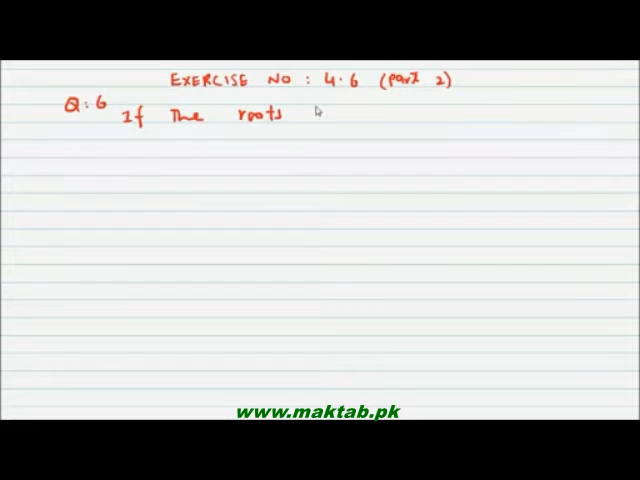 EXERCISE NO : 4.6 (part 2)
Q:6 If The roots
www.maktab.pk